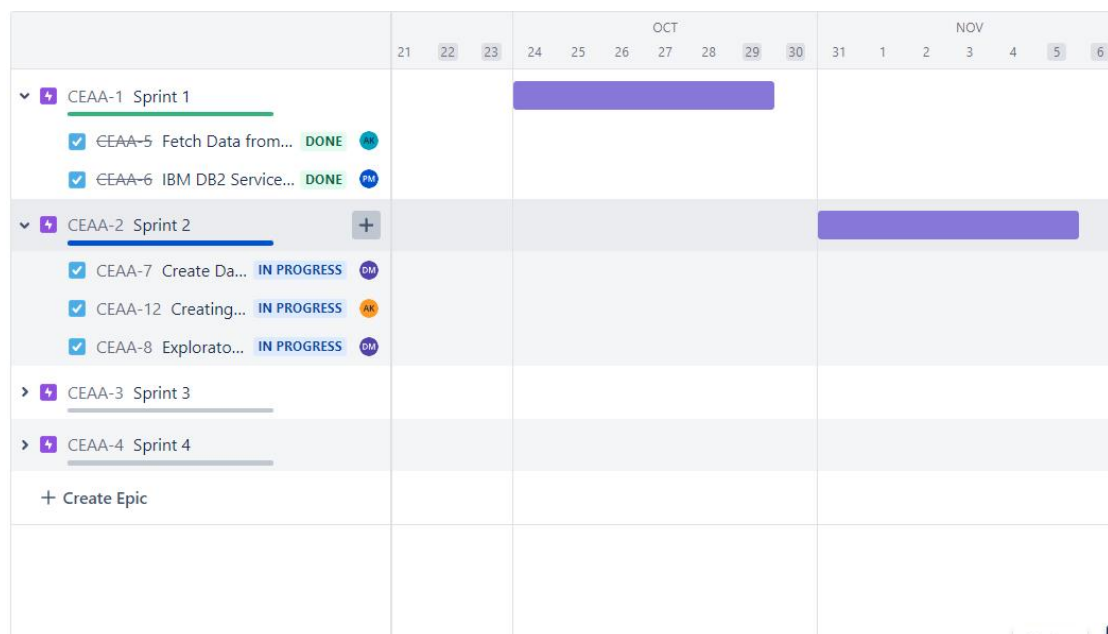 OCT NOV
21 22 23 24 25 26 27 28 29 30 31 1 2 3 4 5 6
CEAA-1 Sprint 1
CEAA-5 Fetch Data from... DONE AK
CEAA-6 IBM DB2 Service... DONE PM
CEAA-2 Sprint 2 +
CEAA-7 Create Da... IN PROGRESS DM
CEAA-12 Creating... IN PROGRESS AK
CEAA-8 Explorato... IN PROGRESS DM
CEAA-3 Sprint 3
CEAA-4 Sprint 4
+ Create Epic